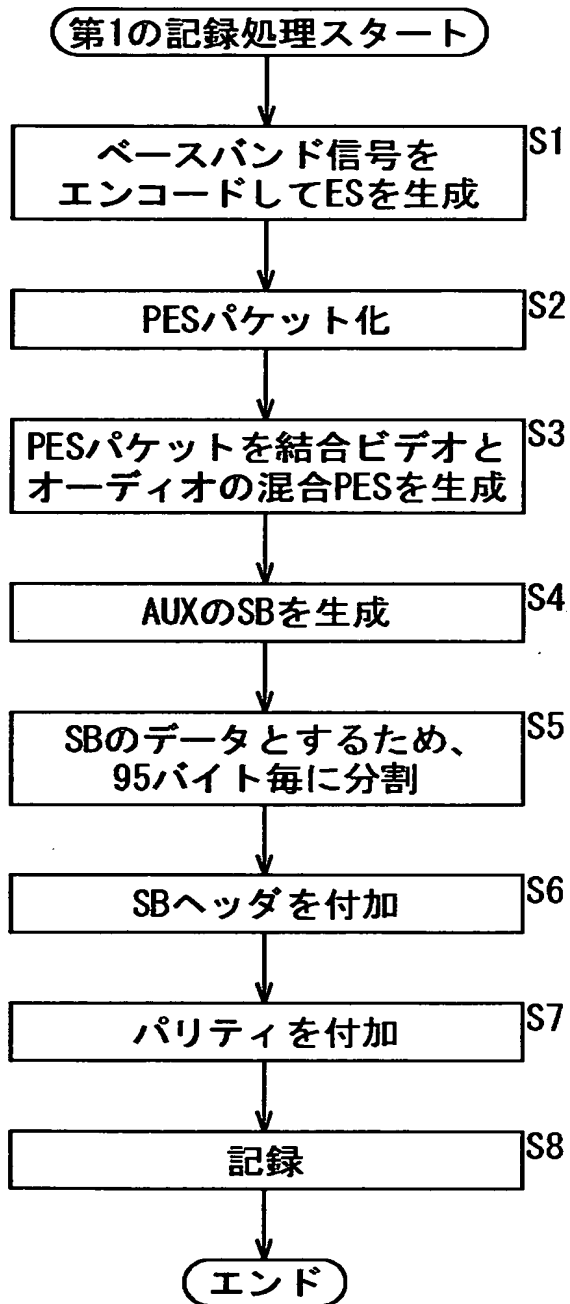 第1の記録処理スタート
S1
ベースバンド信号を
エンコードしてESを生成
S2
PESパケット化
S3
PESパケットを結合ビデオと
オーディオの混合PESを生成
S4
AUXのSBを生成
S5
SBのデータとするため、
95バイト毎に分割
S6
SBヘッダを付加
S7
パリティを付加
S8
記録
エンド